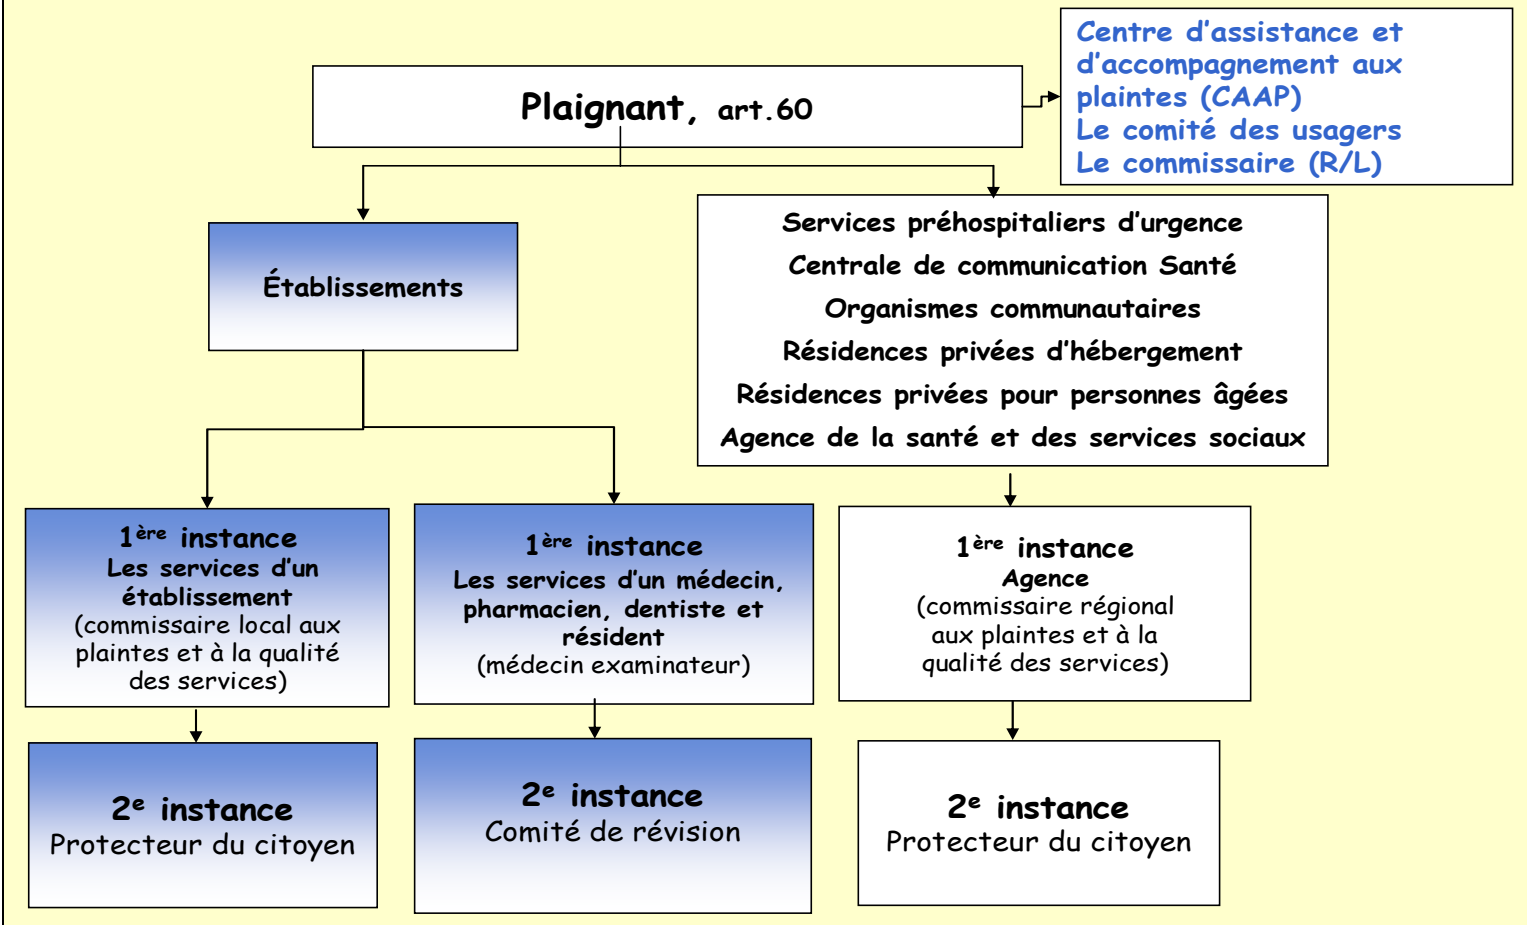 Centre d'assistance et
d'accompagnement aux
plaintes (CAAP)
Le comité des usagers
Le commissaire (R/L)
Plaignant, art.60
Établissements
Services préhospitaliers d'urgence
Centrale de communication Santé
Organismes communautaires
Résidences privées d'hébergement
Résidences privées pour personnes âgées
Agence de la santé et des services sociaux
1ère instance
Les services d'un
établissement
(commissaire local aux
plaintes et à la qualité
des services)
1ère instance
Les services d'un médecin,
pharmacien, dentiste et
résident
(médecin examinateur)
1ère instance
Agence
(commissaire régional
aux plaintes et à la
qualité des services)
2e instance
Protecteur du citoyen
2e instance
Comité de révision
2e instance
Protecteur du citoyen